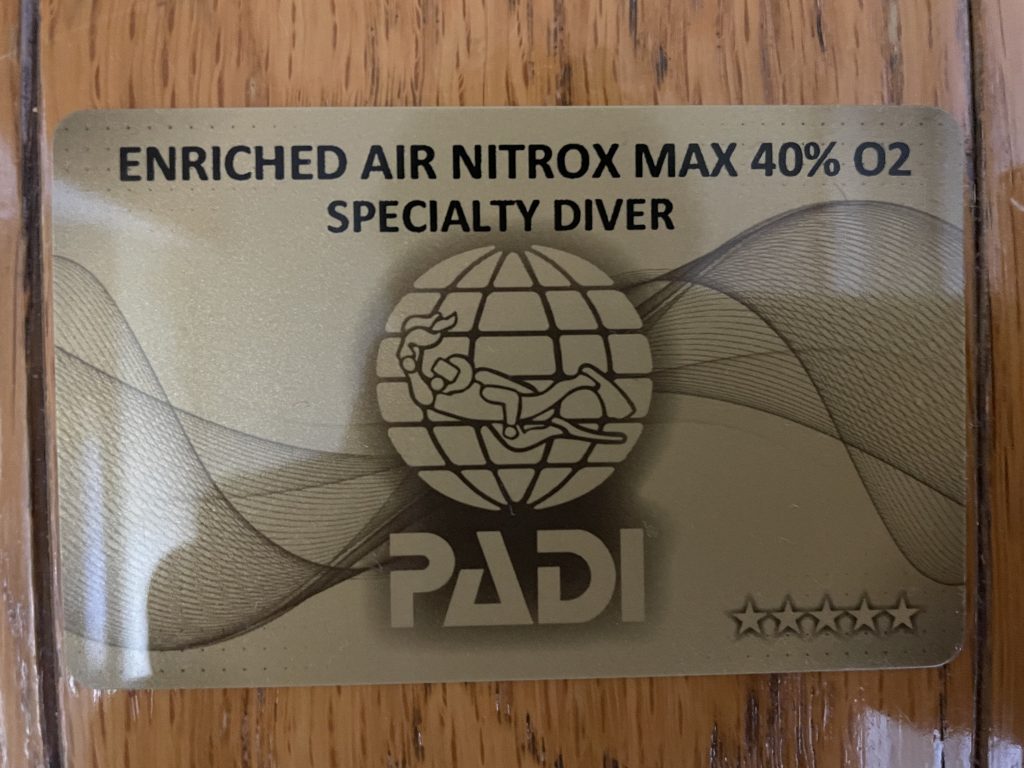 ENRICHED AIR NITROX MAX 40% O2
SPECIALTY DIVER
PADI